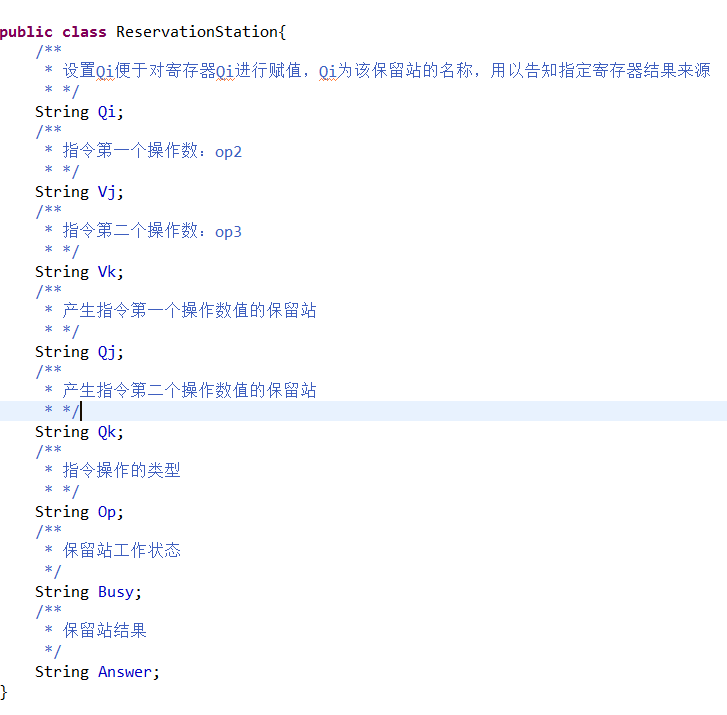 public class ReservationStation{
/**
* 设置Qi便于对寄存器Qi进行赋值，Qi为该保留站的名称，用以告知指定寄存器结果来源
* */
String Qi;
/**
* 指令第一个操作数：op2
* */
String Vj;
/**
* 指令第二个操作数：op3
* */
String Vk;
/**
* 产生指令第一个操作数值的保留站
* */
String Qj;
/**
* 产生指令第二个操作数值的保留站
* */
String Qk;
/**
* 指令操作的类型
* */
String Op;
/**
* 保留站工作状态
*/
String Busy;
/**
* 保留站结果
*/
String Answer;
}